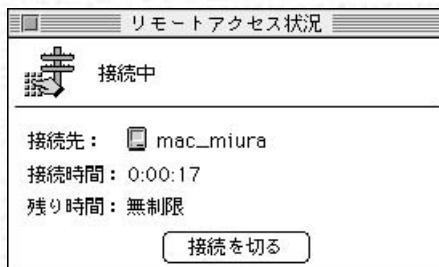 リモートアクセス状況
接続中
接続先： mac_miura
接続時間：0:00:17
残り時間：無制限
接続を切る